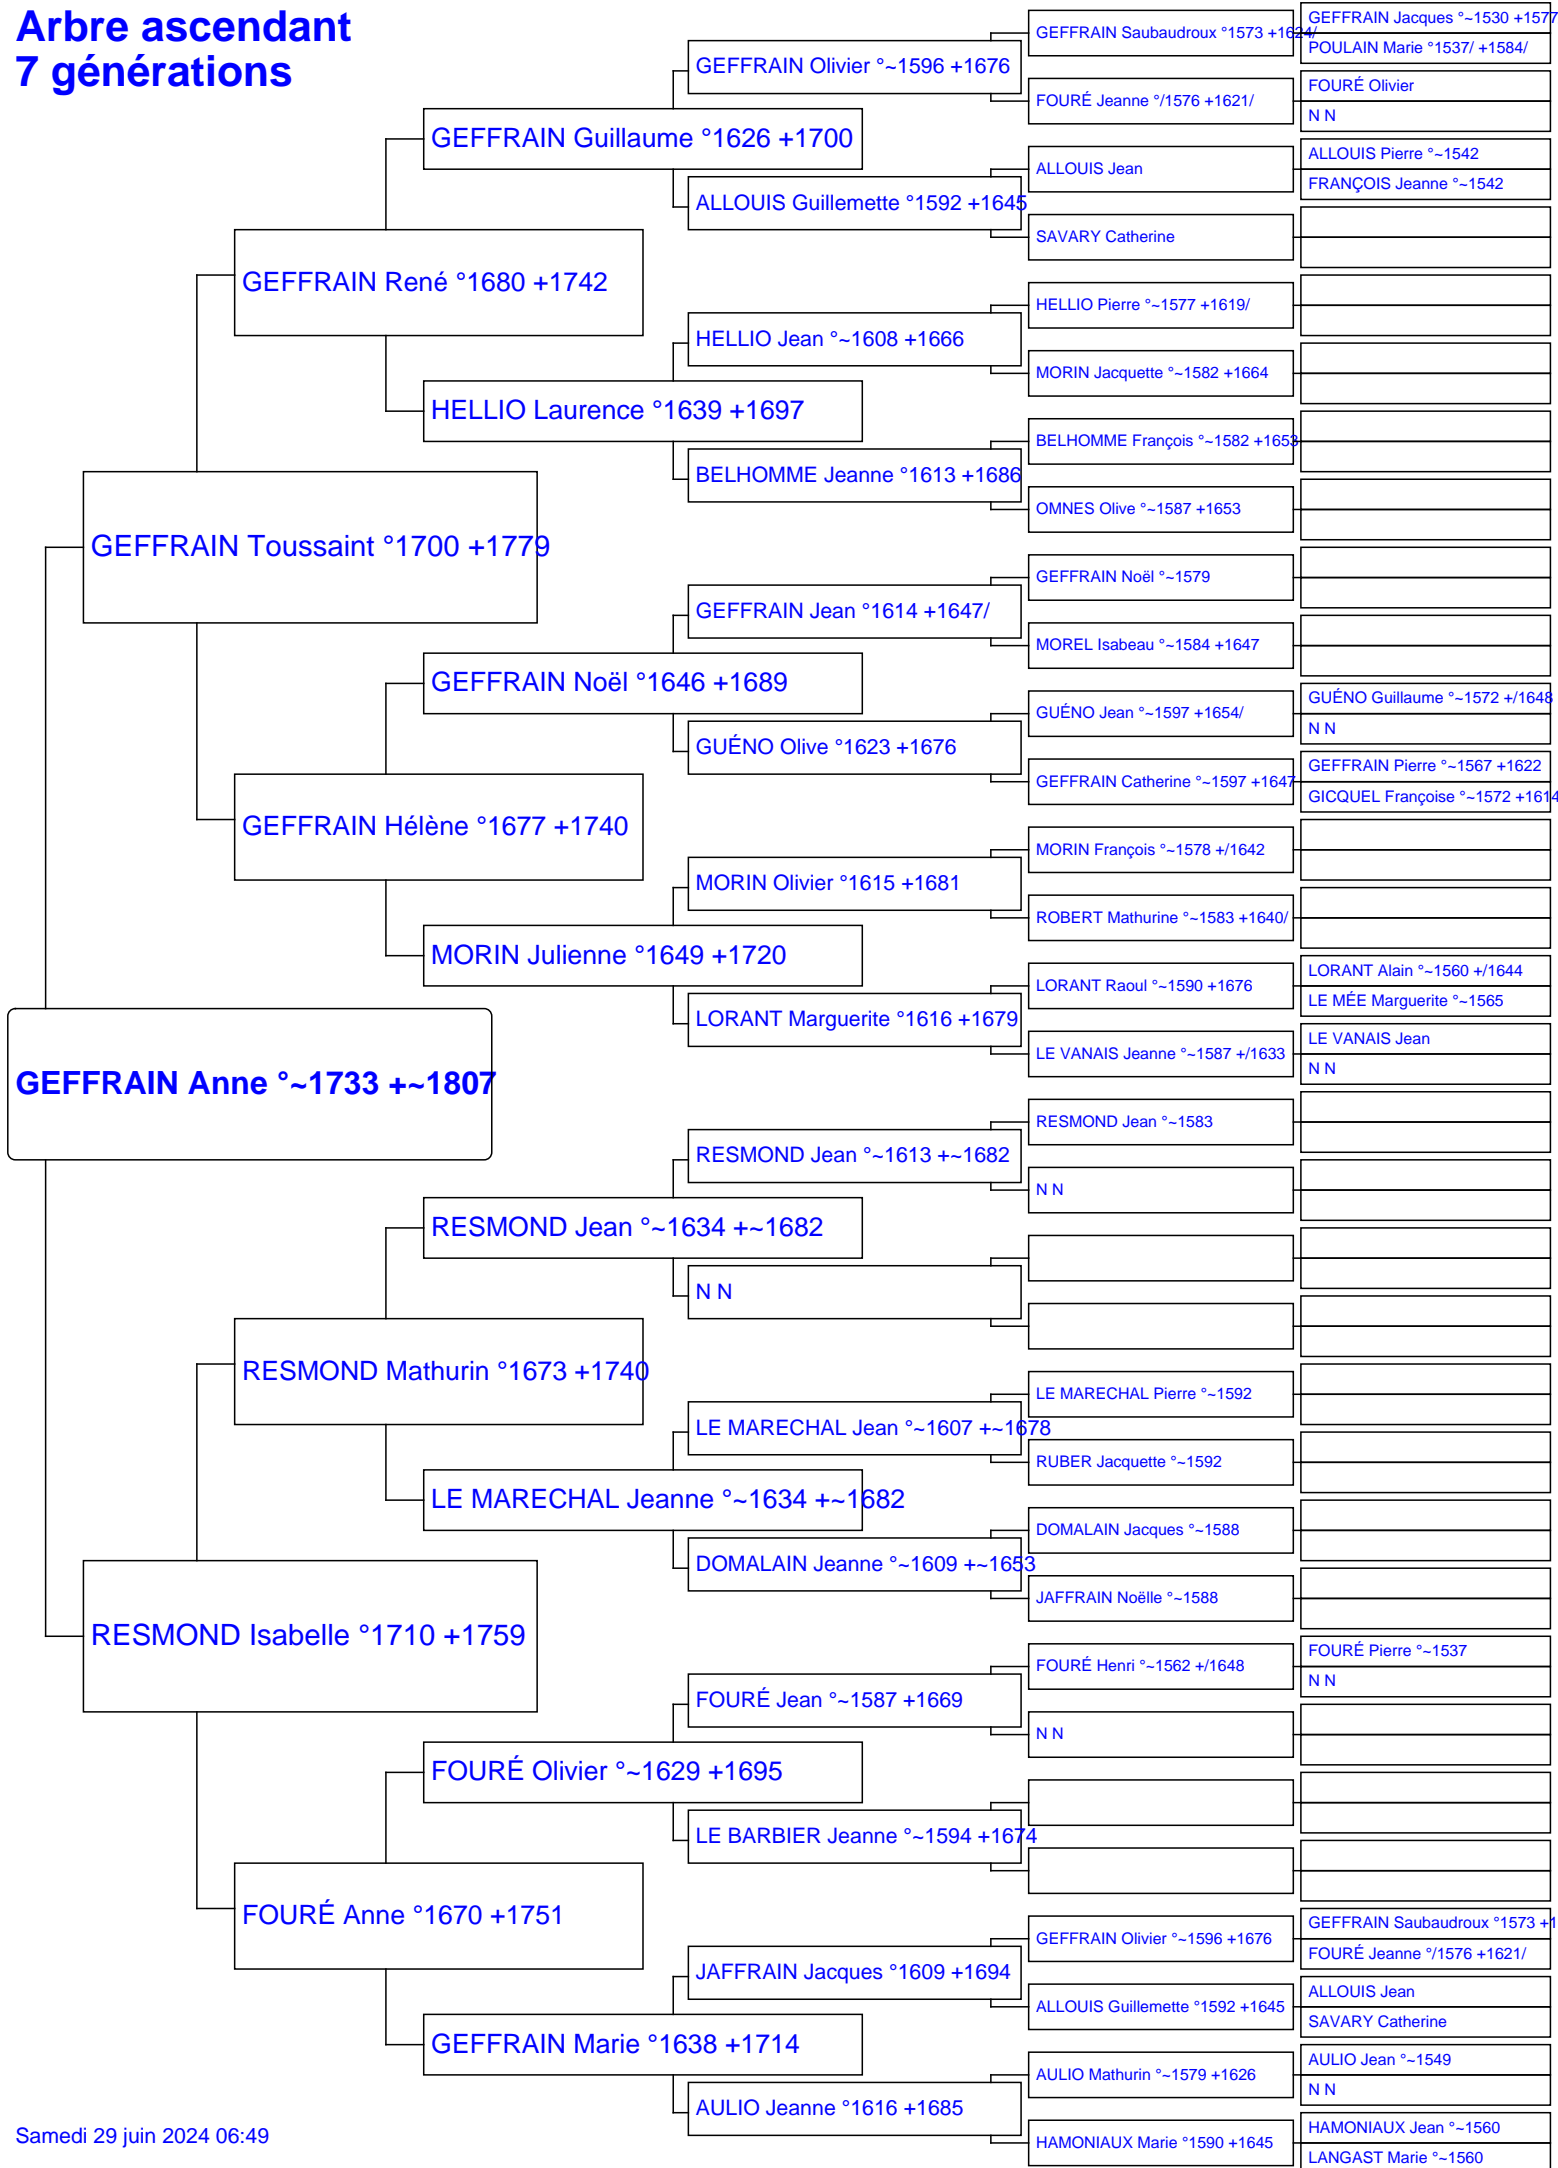 Arbre ascendant
7 générations
GEFFRAIN Anne °~1733 +~1807
GEFFRAIN Toussaint °1700 +1779
RESMOND Isabelle °1710 +1759
GEFFRAIN René °1680 +1742
GEFFRAIN Hélène °1677 +1740
RESMOND Mathurin °1673 +1740
FOURÉ Anne °1670 +1751
GEFFRAIN Guillaume °1626 +1700
HELLIO Laurence °1639 +1697
GEFFRAIN Noël °1646 +1689
MORIN Julienne °1649 +1720
RESMOND Jean °~1634 +~1682
LE MARECHAL Jeanne °~1634 +~1682
FOURÉ Olivier °~1629 +1695
GEFFRAIN Marie °1638 +1714
GEFFRAIN Olivier °~1596 +1676
ALLOUIS Guillemette °1592 +1645
HELLIO Jean °~1608 +1666
BELHOMME Jeanne °1613 +1686
GEFFRAIN Jean °1614 +1647/
GUÉNO Olive °1623 +1676
MORIN Olivier °1615 +1681
LORANT Marguerite °1616 +1679
RESMOND Jean °~1613 +~1682
N N
LE MARECHAL Jean °~1607 +~1678
DOMALAIN Jeanne °~1609 +~1653
FOURÉ Jean °~1587 +1669
LE BARBIER Jeanne °~1594 +1674
JAFFRAIN Jacques °1609 +1694
AULIO Jeanne °1616 +1685
GEFFRAIN Saubaudroux °1573 +1624/
FOURÉ Jeanne °/1576 +1621/
ALLOUIS Jean
SAVARY Catherine
HELLIO Pierre °~1577 +1619/
MORIN Jacquette °~1582 +1664
BELHOMME François °~1582 +1653
OMNES Olive °~1587 +1653
GEFFRAIN Noël °~1579
MOREL Isabeau °~1584 +1647
GUÉNO Jean °~1597 +1654/
GEFFRAIN Catherine °~1597 +1647
MORIN François °~1578 +/1642
ROBERT Mathurine °~1583 +1640/
LORANT Raoul °~1590 +1676
LE VANAIS Jeanne °~1587 +/1633
RESMOND Jean °~1583
N N
LE MARECHAL Pierre °~1592
RUBER Jacquette °~1592
DOMALAIN Jacques °~1588
JAFFRAIN Noëlle °~1588
FOURÉ Henri °~1562 +/1648
N N
GEFFRAIN Olivier °~1596 +1676
ALLOUIS Guillemette °1592 +1645
AULIO Mathurin °~1579 +1626
HAMONIAUX Marie °1590 +1645
GEFFRAIN Jacques °~1530 +1577
POULAIN Marie °1537/ +1584/
FOURÉ Olivier
N N
ALLOUIS Pierre °~1542
FRANÇOIS Jeanne °~1542
GUÉNO Guillaume °~1572 +/1648
N N
GEFFRAIN Pierre °~1567 +1622
GICQUEL Françoise °~1572 +1614
LORANT Alain °~1560 +/1644
LE MÉE Marguerite °~1565
LE VANAIS Jean
N N
FOURÉ Pierre °~1537
N N
GEFFRAIN Saubaudroux °1573 +1
FOURÉ Jeanne °/1576 +1621/
ALLOUIS Jean
SAVARY Catherine
AULIO Jean °~1549
N N
HAMONIAUX Jean °~1560
LANGAST Marie °~1560
Samedi 29 juin 2024 06:49